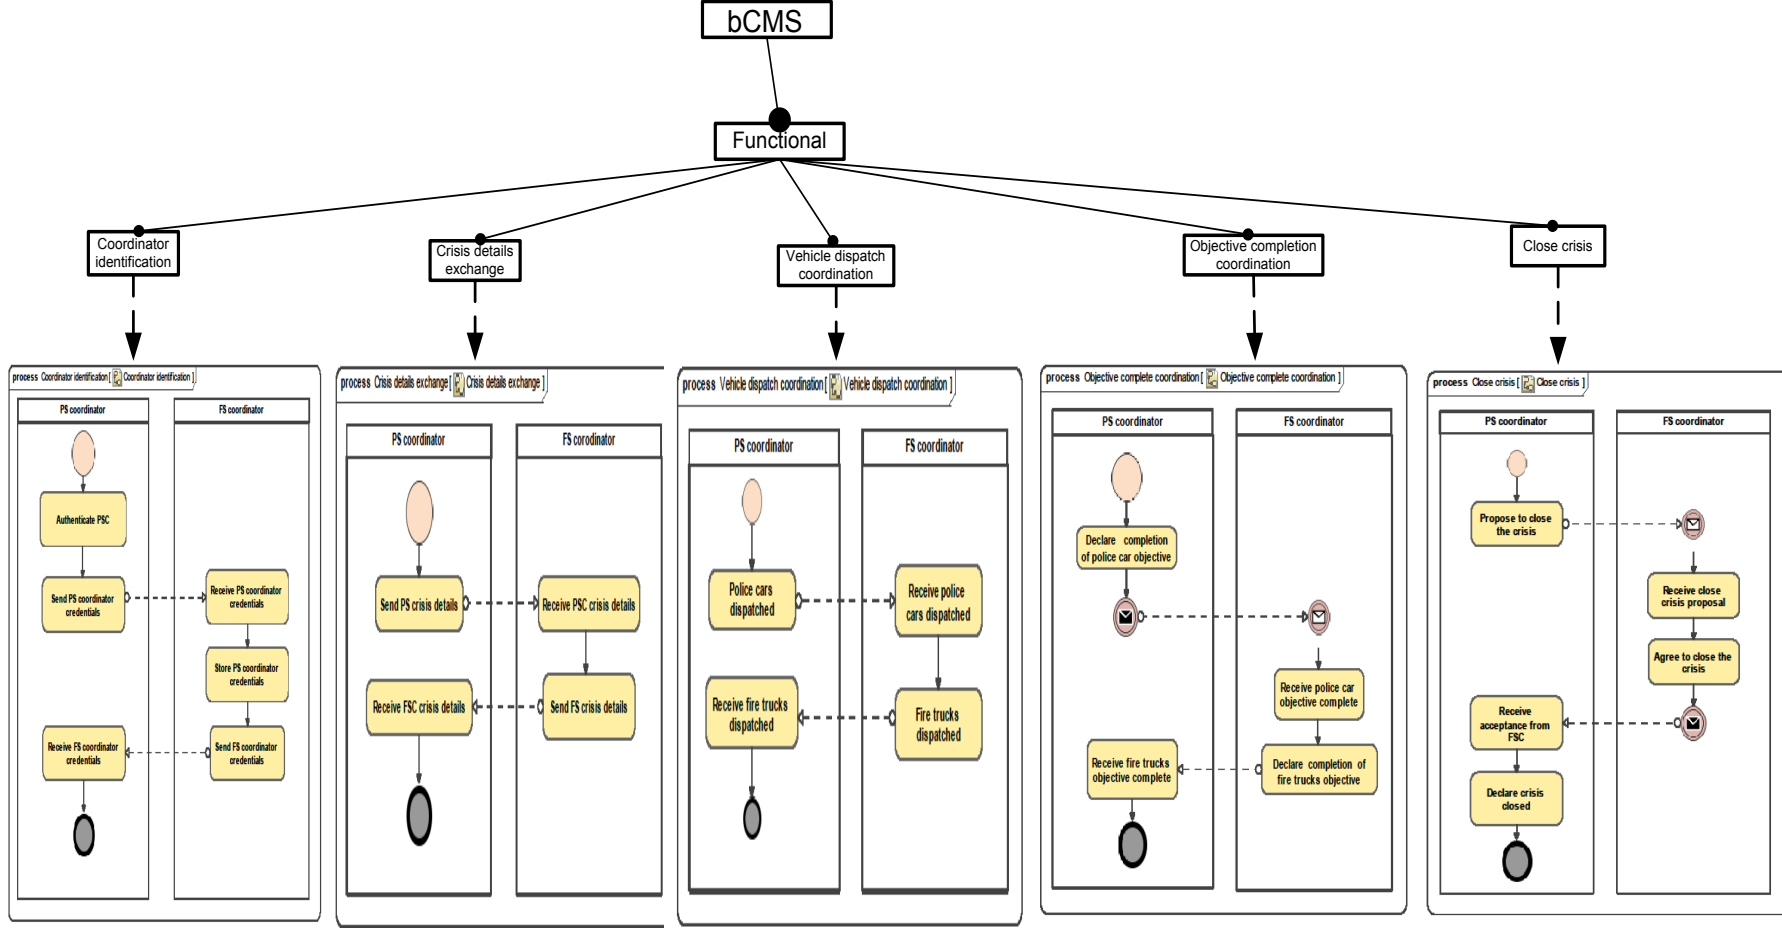 bCMS
Functional
Coordinator
identification
Crisis details
exchange
Vehicle dispatch
coordination
Objective completion
coordination
Close crisis
process Coordinator identification [ Coordinator identification ]
PS coordinator
FS coordinator
Authenticate PSC
Send PS coordinator
credentials
Receive PS coordinator
credentials
Store PS coordinator
credentials
Send FS coordinator
credentials
Receive FS coordinator
credentials
process Crisis details exchange [ Crisis details exchange ]
PS coordinator
FS corodinator
Send PS crisis details
Receive PSC crisis details
Send FS crisis details
Receive FSC crisis details
process Vehicle dispatch coordination [ Vehicle dispatch coordination ]
PS coordinator
FS coordinator
Police cars
dispatched
Receive police
cars dispatched
Fire trucks
dispatched
Receive fire trucks
dispatched
process Objective complete coordination [ Objective complete coordination ]
PS coordinator
FS coordinator
Declare completion
of police car objective
Receive police car
objective complete
Declare completion of
fire trucks objective
Receive fire trucks
objective complete
process Close crisis [ Close crisis ]
PS coordinator
FS coordinator
Propose to close
the crisis
Receive close
crisis proposal
Agree to close the
crisis
Receive
acceptance from
FSC
Declare crisis
closed